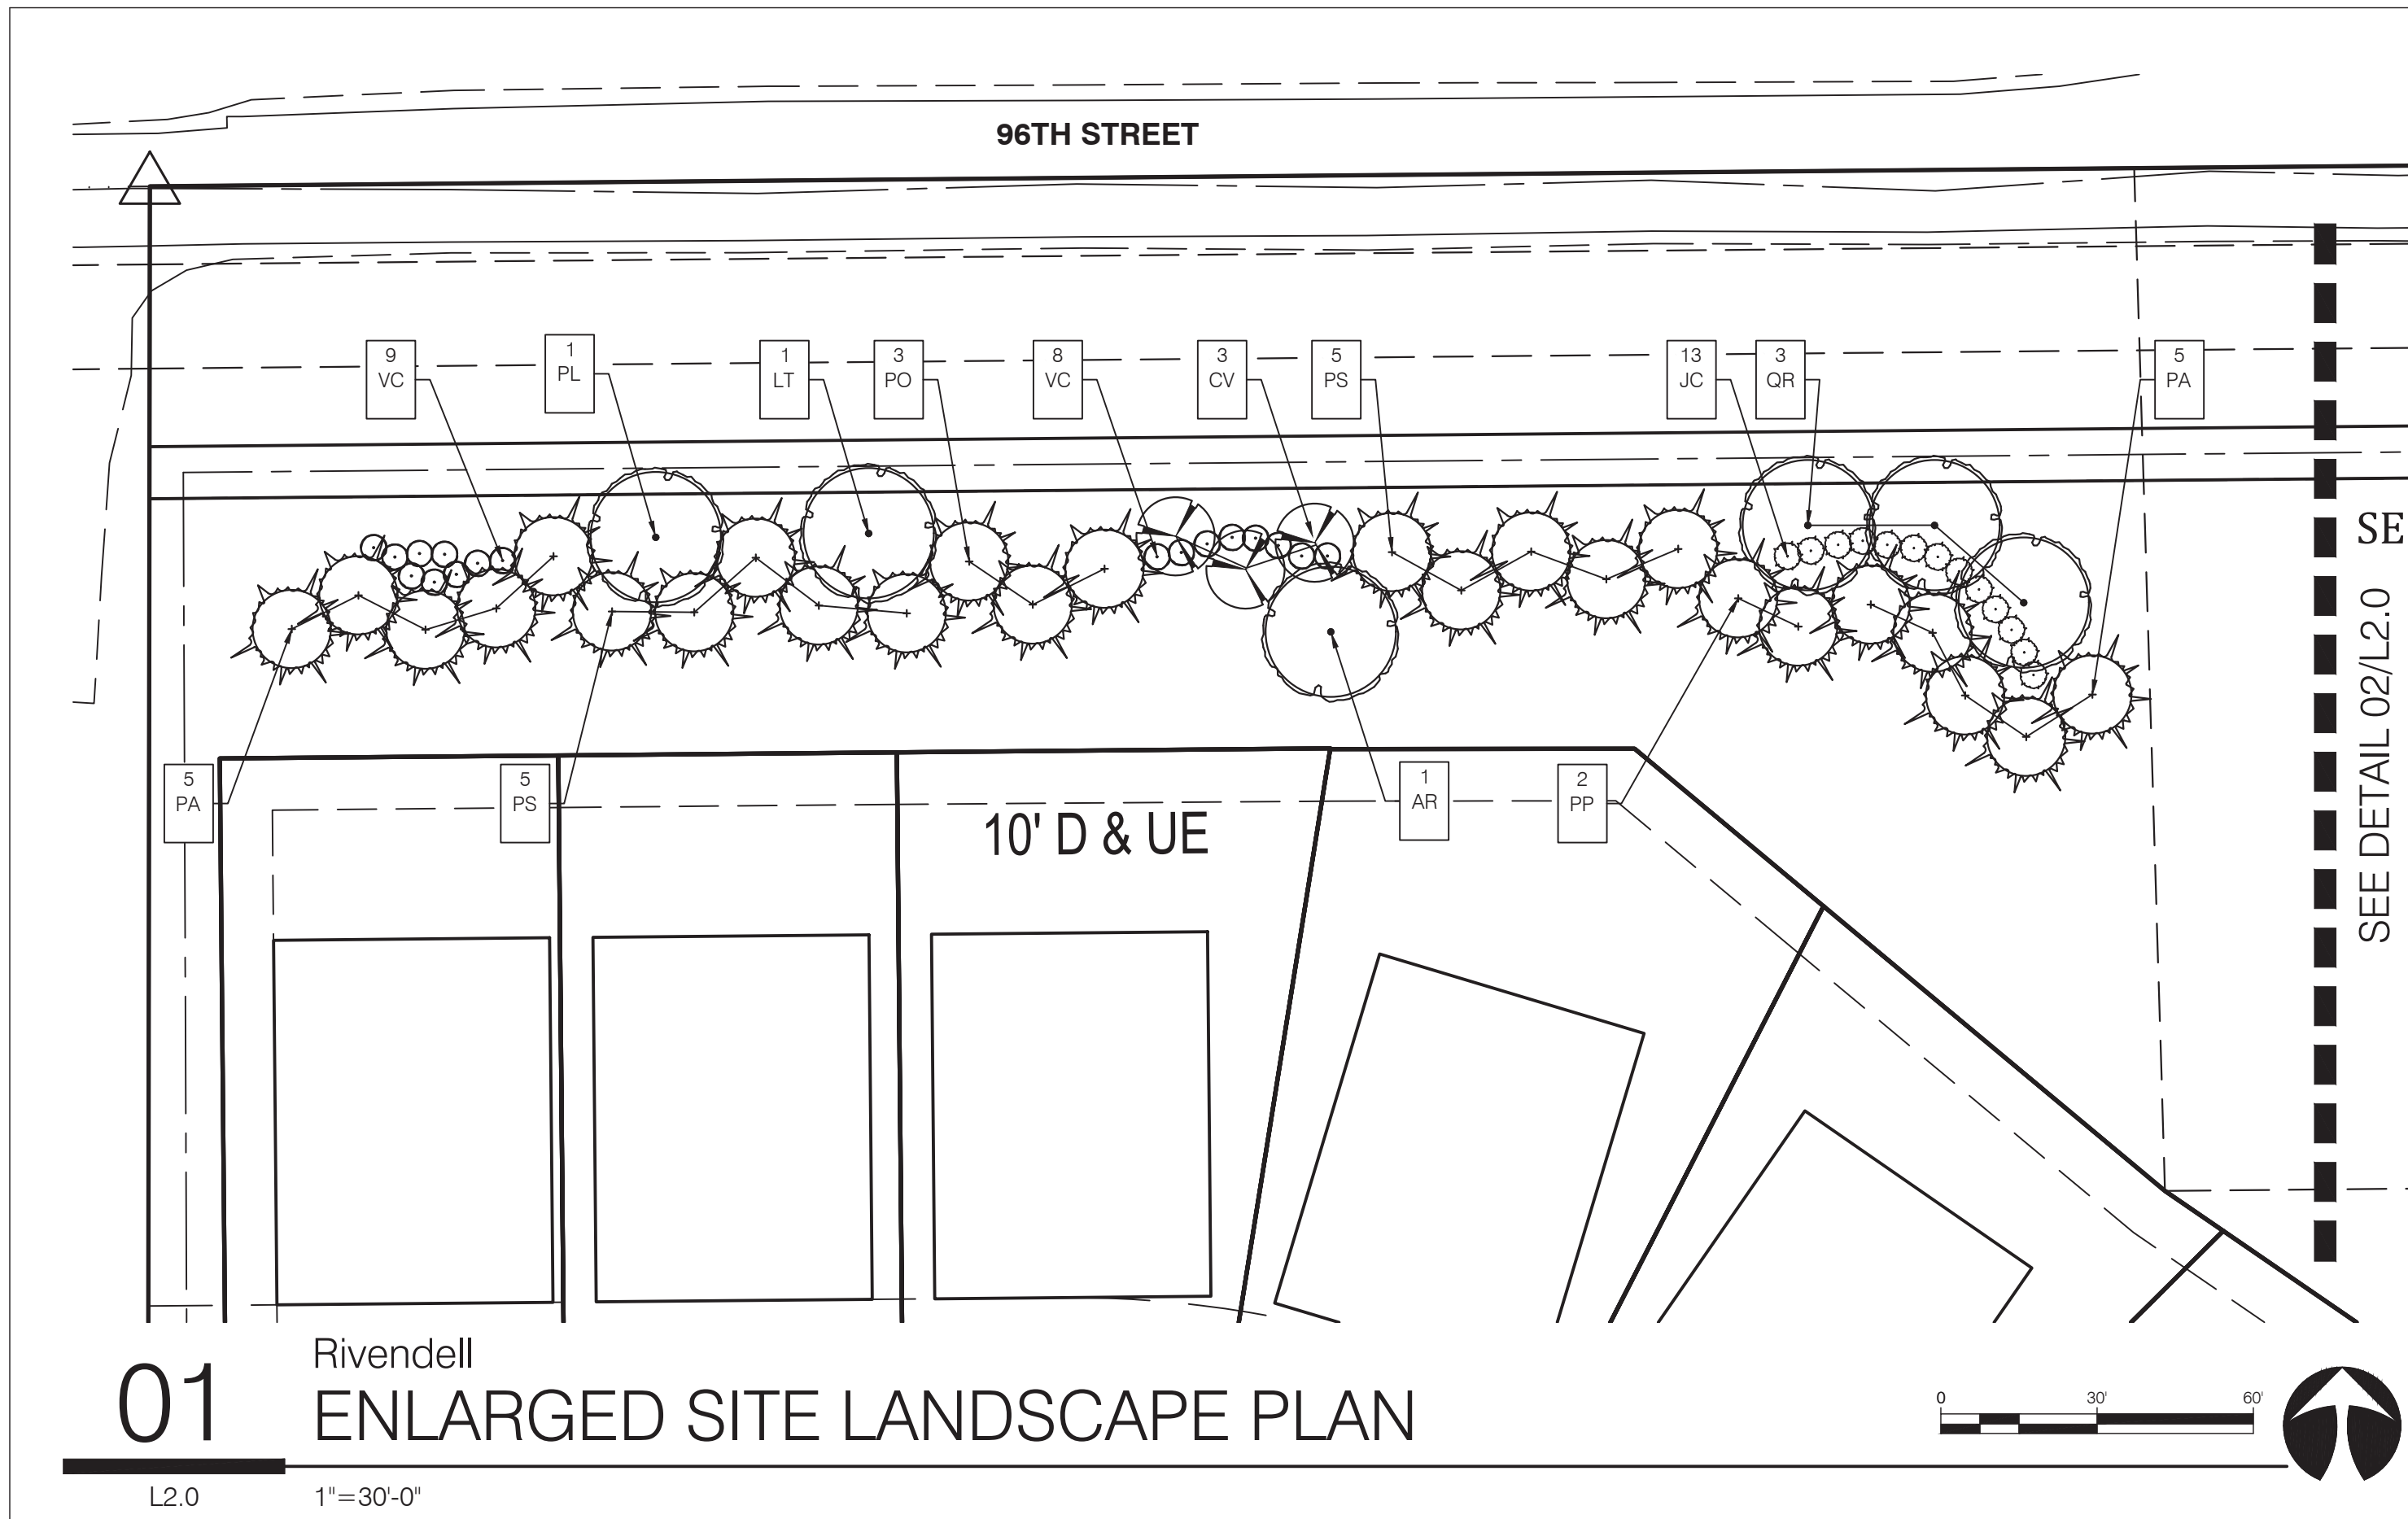 96TH STREET
9
VC
1
PL
1
LT
3
PO
8
VC
3
CV
5
PS
13
JC
3
QR
5
PA
SE
SEE DETAIL 02/L2.0
5
PA
5
PS
1
AR
2
PP
10' D & UE
01
Rivendell
ENLARGED SITE LANDSCAPE PLAN
0 30' 60'
L2.0
1"=30'-0"